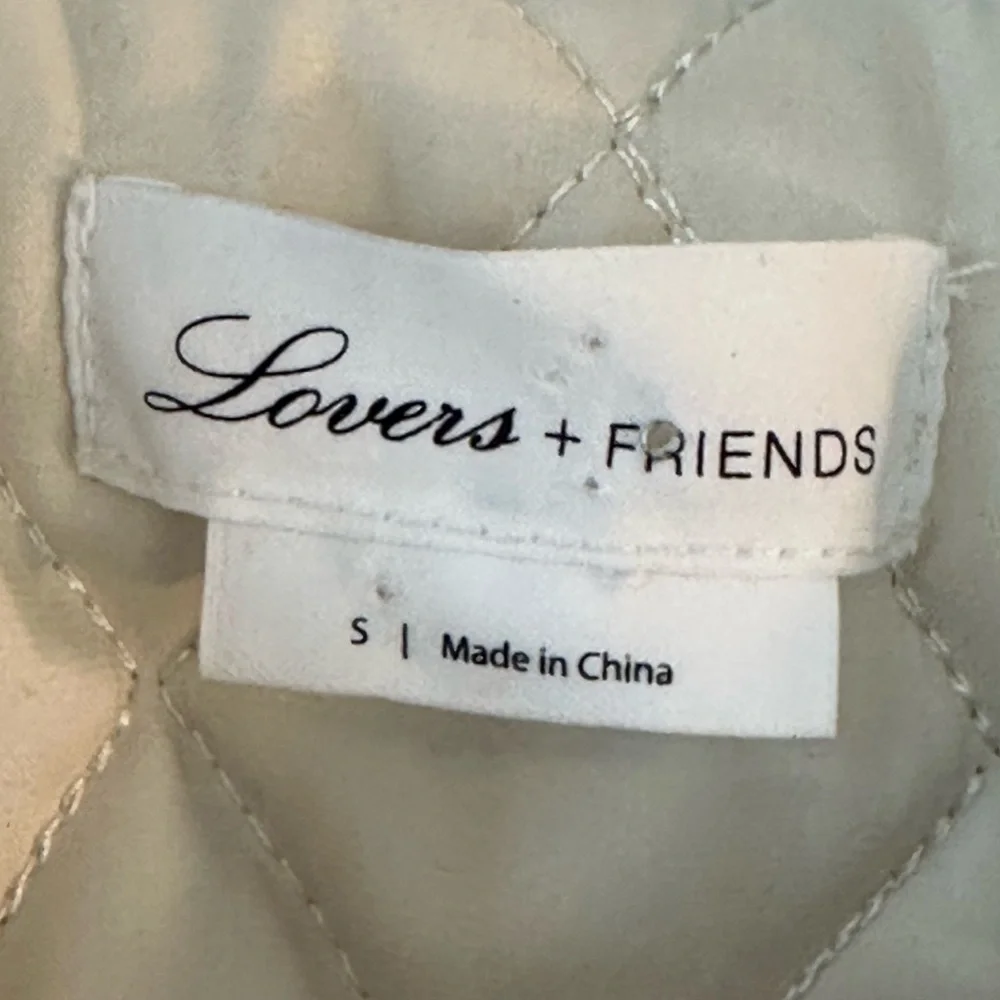 Lovers + FRIENDS
S | Made in China